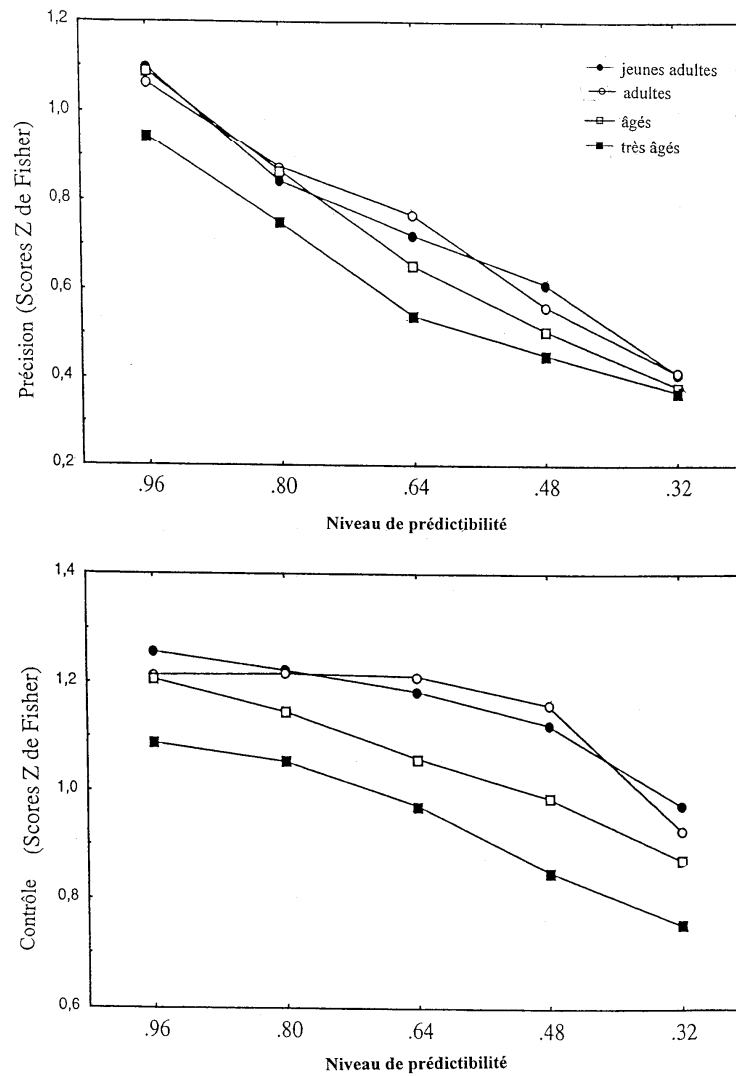 1,2
1,0
0,8
0,6
0,4
0,2
Précision (Scores Z de Fisher)
jeunes adultes
adultes
âgés
très âgés
.96 .80 .64 .48 .32
Niveau de prédictibilité
1,4
1,2
1,0
0,8
0,6
Contrôle (Scores Z de Fisher)
.96 .80 .64 .48 .32
Niveau de prédictibilité